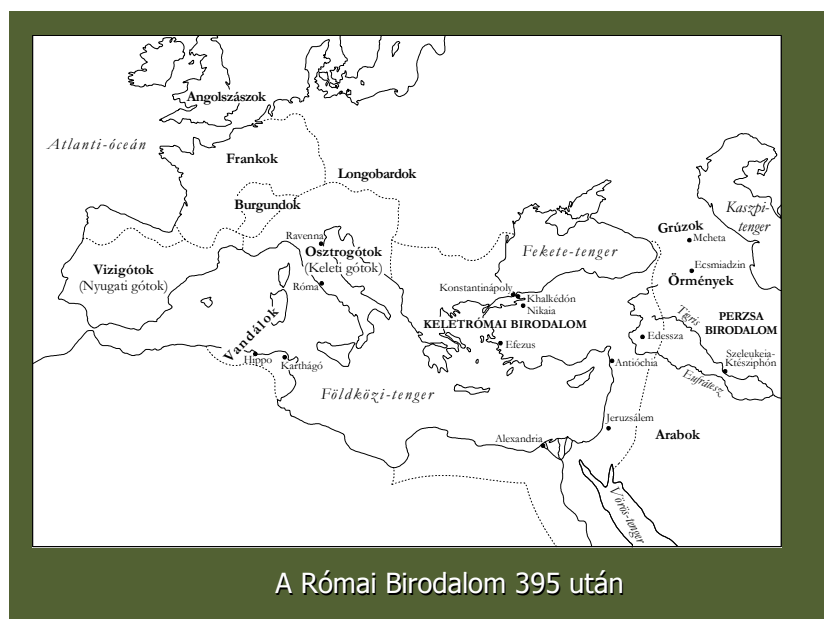 Angolszászok
Atlanti-óceán
Frankok
Longobardok
Burgundok
Kaszpi-
tenger
Grúzok
Mcheta
Ravenna
Osztrogótok
(Keleti gótok)
Fekete-tenger
Vizigótok
(Nyugati gótok)
Ecsmiadzin
Örmények
Róma
Konstantinápoly
Khalkédón
Nikaia
Vandálok
KELETRÓMAI BIRODALOM
Tigris
PERZSA
BIRODALOM
Edessza
Efezus
Hippo
Karthágó
Antióchia
Szeleukeia-
Ktésziphón
Eufrátesz
Földközi-tenger
Jeruzsálem
Arabok
Alexandria
Vörös-tenger
A Római Birodalom 395 után